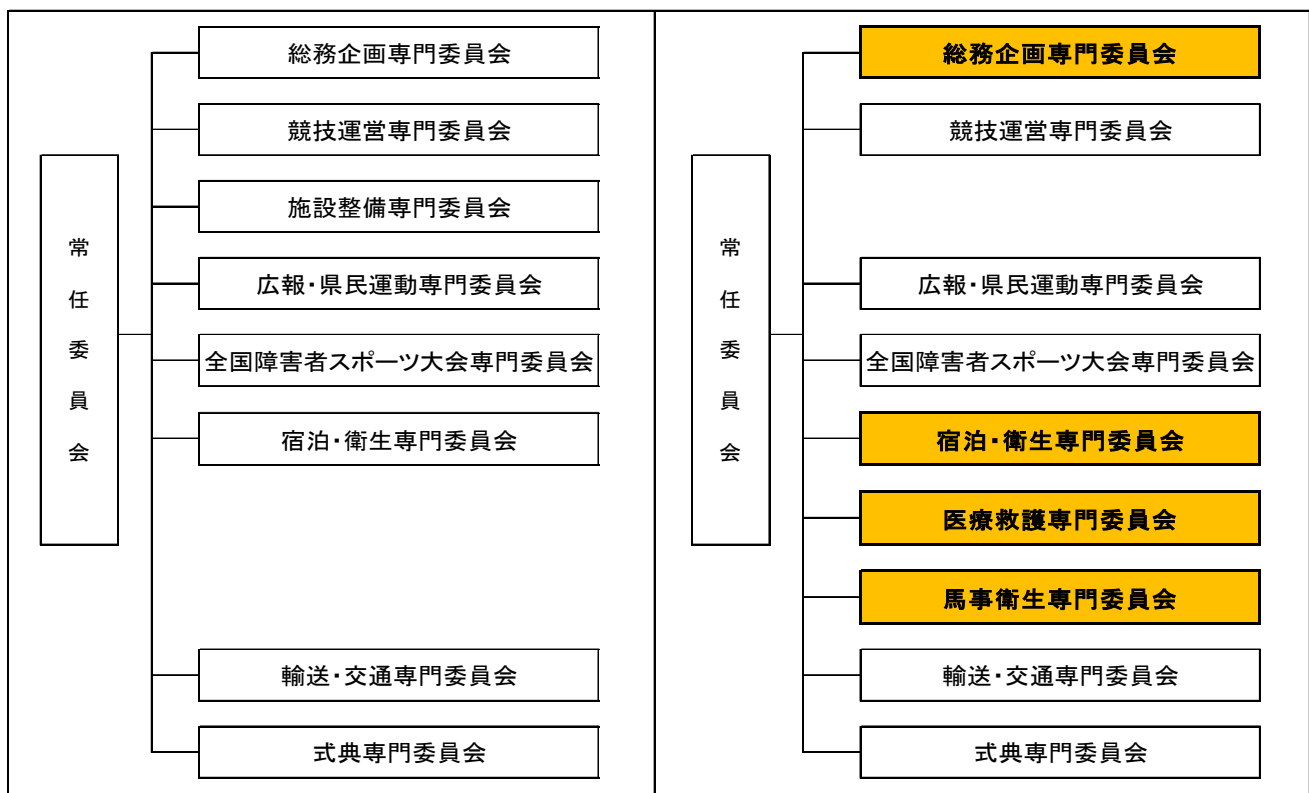 総務企画専門委員会
競技運営専門委員会
施設整備専門委員会
広報・県民運動専門委員会
全国障害者スポーツ大会専門委員会
宿泊・衛生専門委員会
輸送・交通専門委員会
式典専門委員会
常任委員会
総務企画専門委員会
競技運営専門委員会
広報・県民運動専門委員会
全国障害者スポーツ大会専門委員会
宿泊・衛生専門委員会
医療救護専門委員会
馬事衛生専門委員会
輸送・交通専門委員会
式典専門委員会
常任委員会